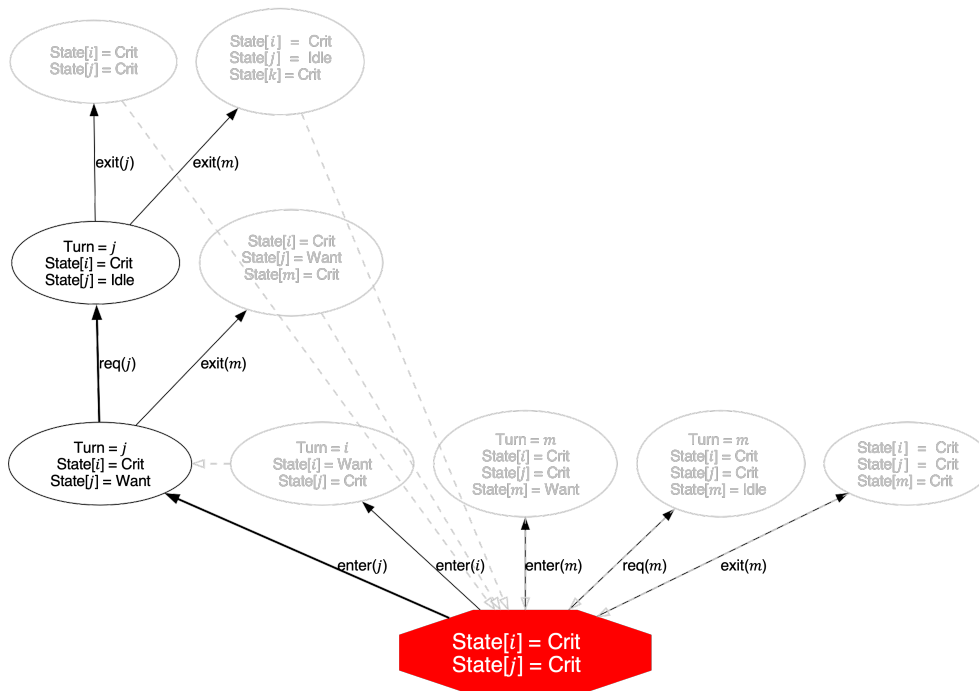 State[i] = Crit
State[j] = Crit
State[i] = Crit
State[j] = Idle
State[k] = Crit
exit(j)
exit(m)
Turn = j
State[i] = Crit
State[j] = Idle
State[i] = Crit
State[j] = Want
State[m] = Crit
req(j)
exit(m)
Turn = j
State[i] = Crit
State[j] = Want
Turn = i
State[i] = Want
State[j] = Crit
Turn = m
State[i] = Crit
State[j] = Crit
State[m] = Want
Turn = m
State[i] = Crit
State[j] = Crit
State[m] = Idle
State[i] = Crit
State[j] = Crit
State[m] = Crit
enter(j)
enter(i)
enter(m)
req(m)
exit(m)
State[i] = Crit
State[j] = Crit